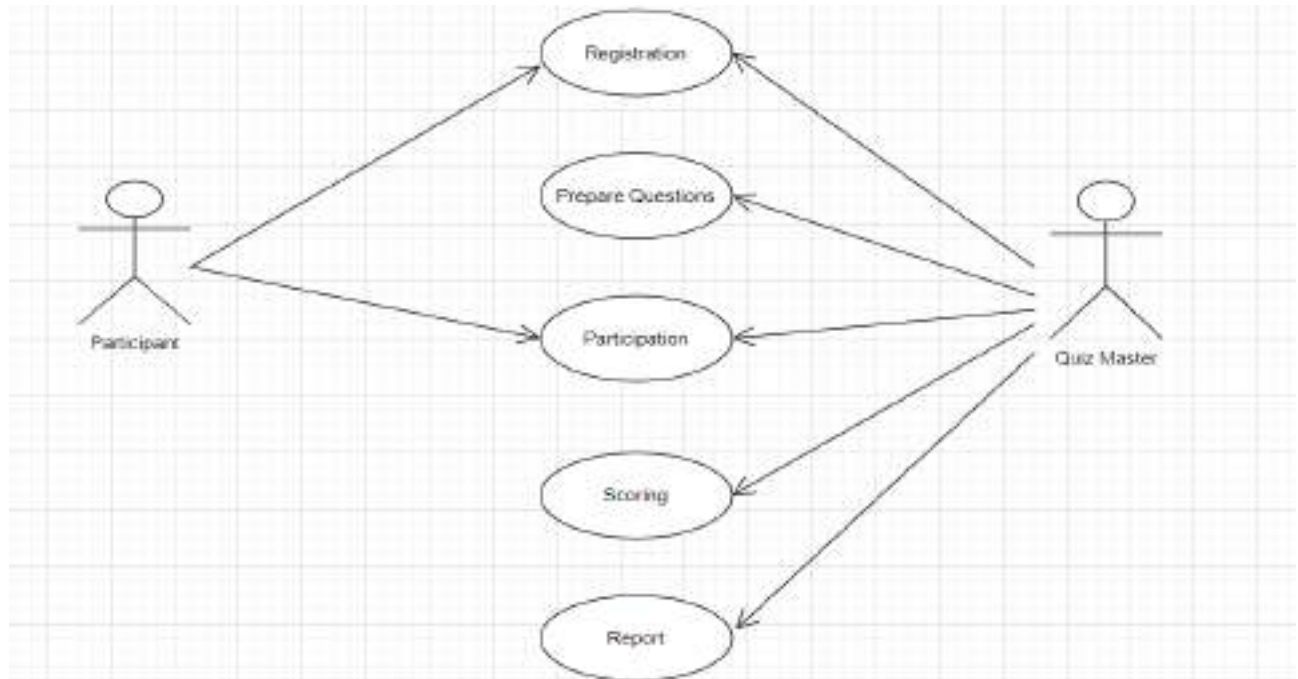 Registration
Prepare Questions
Participation
Participant
Quiz Master
Scoring
Report